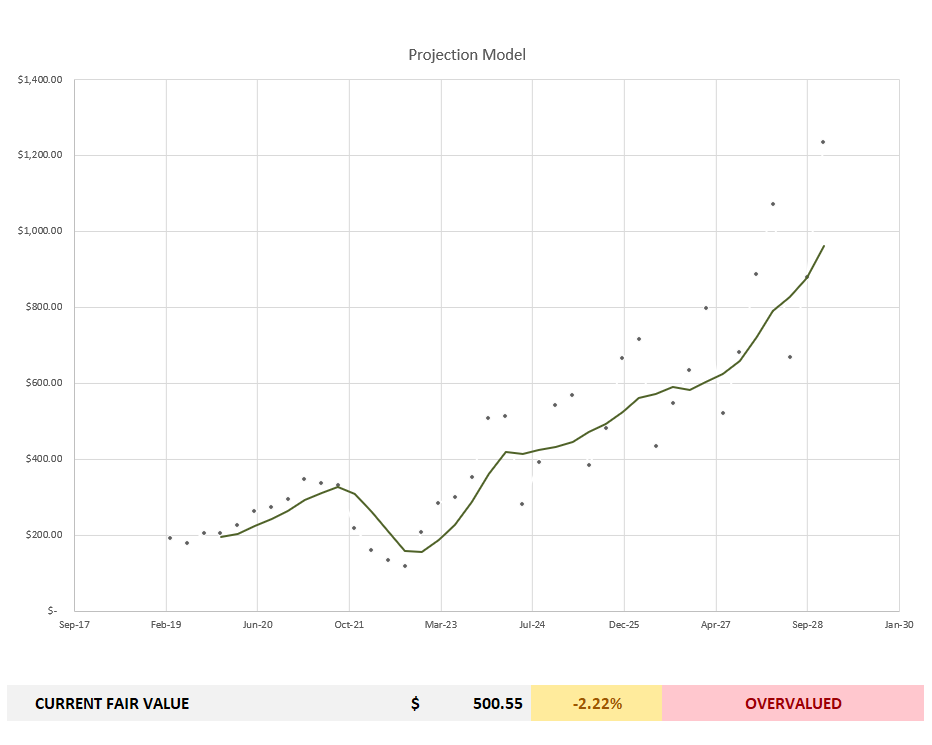 Projection Model
$1,400.00
$1,200.00
$1,000.00
$800.00
$600.00
$400.00
$200.00
$-
Sep-17 Feb-19 Jun-20 Oct-21 Mar-23 Jul-24 Dec-25 Apr-27 Sep-28 Jan-30
CURRENT FAIR VALUE $ 500.55 -2.22% OVERVALUED